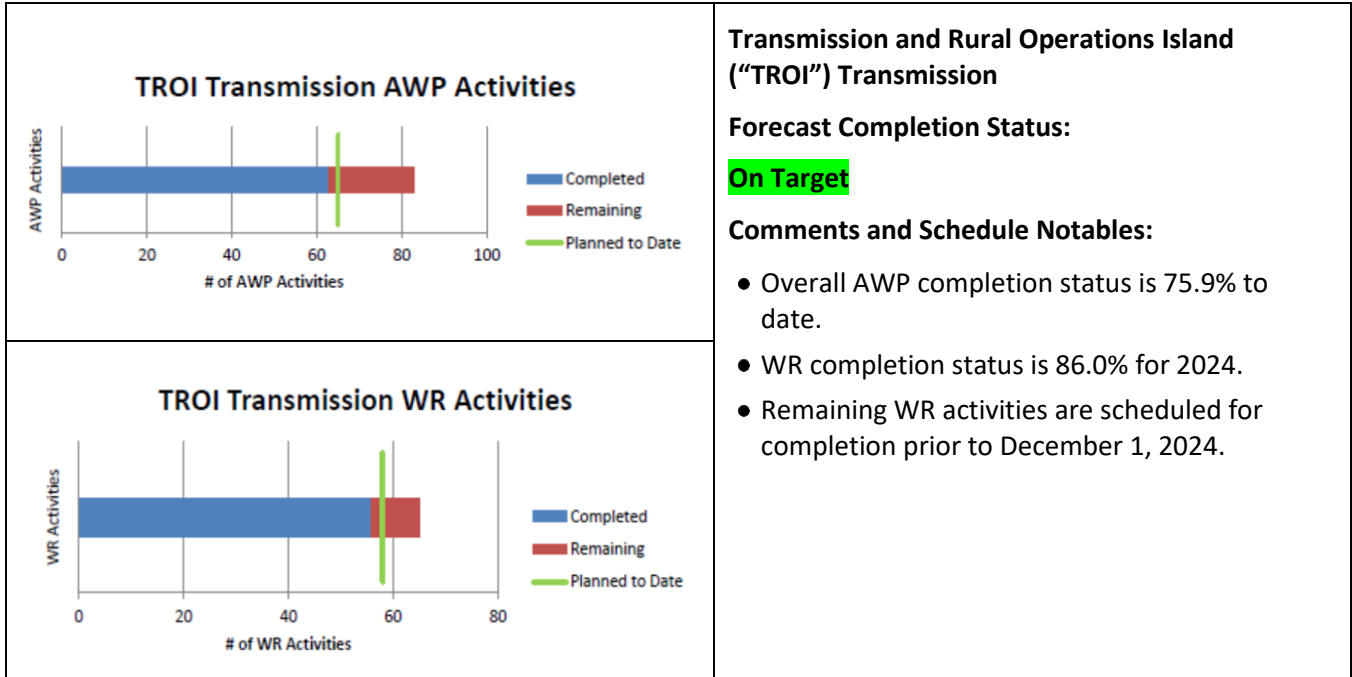 TROI Transmission AWP Activities
AWP Activities
Completed
Remaining
Planned to Date
0 20 40 60 80 100
# of AWP Activities
TROI Transmission WR Activities
WR Activities
Completed
Remaining
Planned to Date
0 20 40 60 80
# of WR Activities
Transmission and Rural Operations Island
(“TROI”) Transmission
Forecast Completion Status:
On Target
Comments and Schedule Notables:
● Overall AWP completion status is 75.9% to
date.
● WR completion status is 86.0% for 2024.
● Remaining WR activities are scheduled for
completion prior to December 1, 2024.